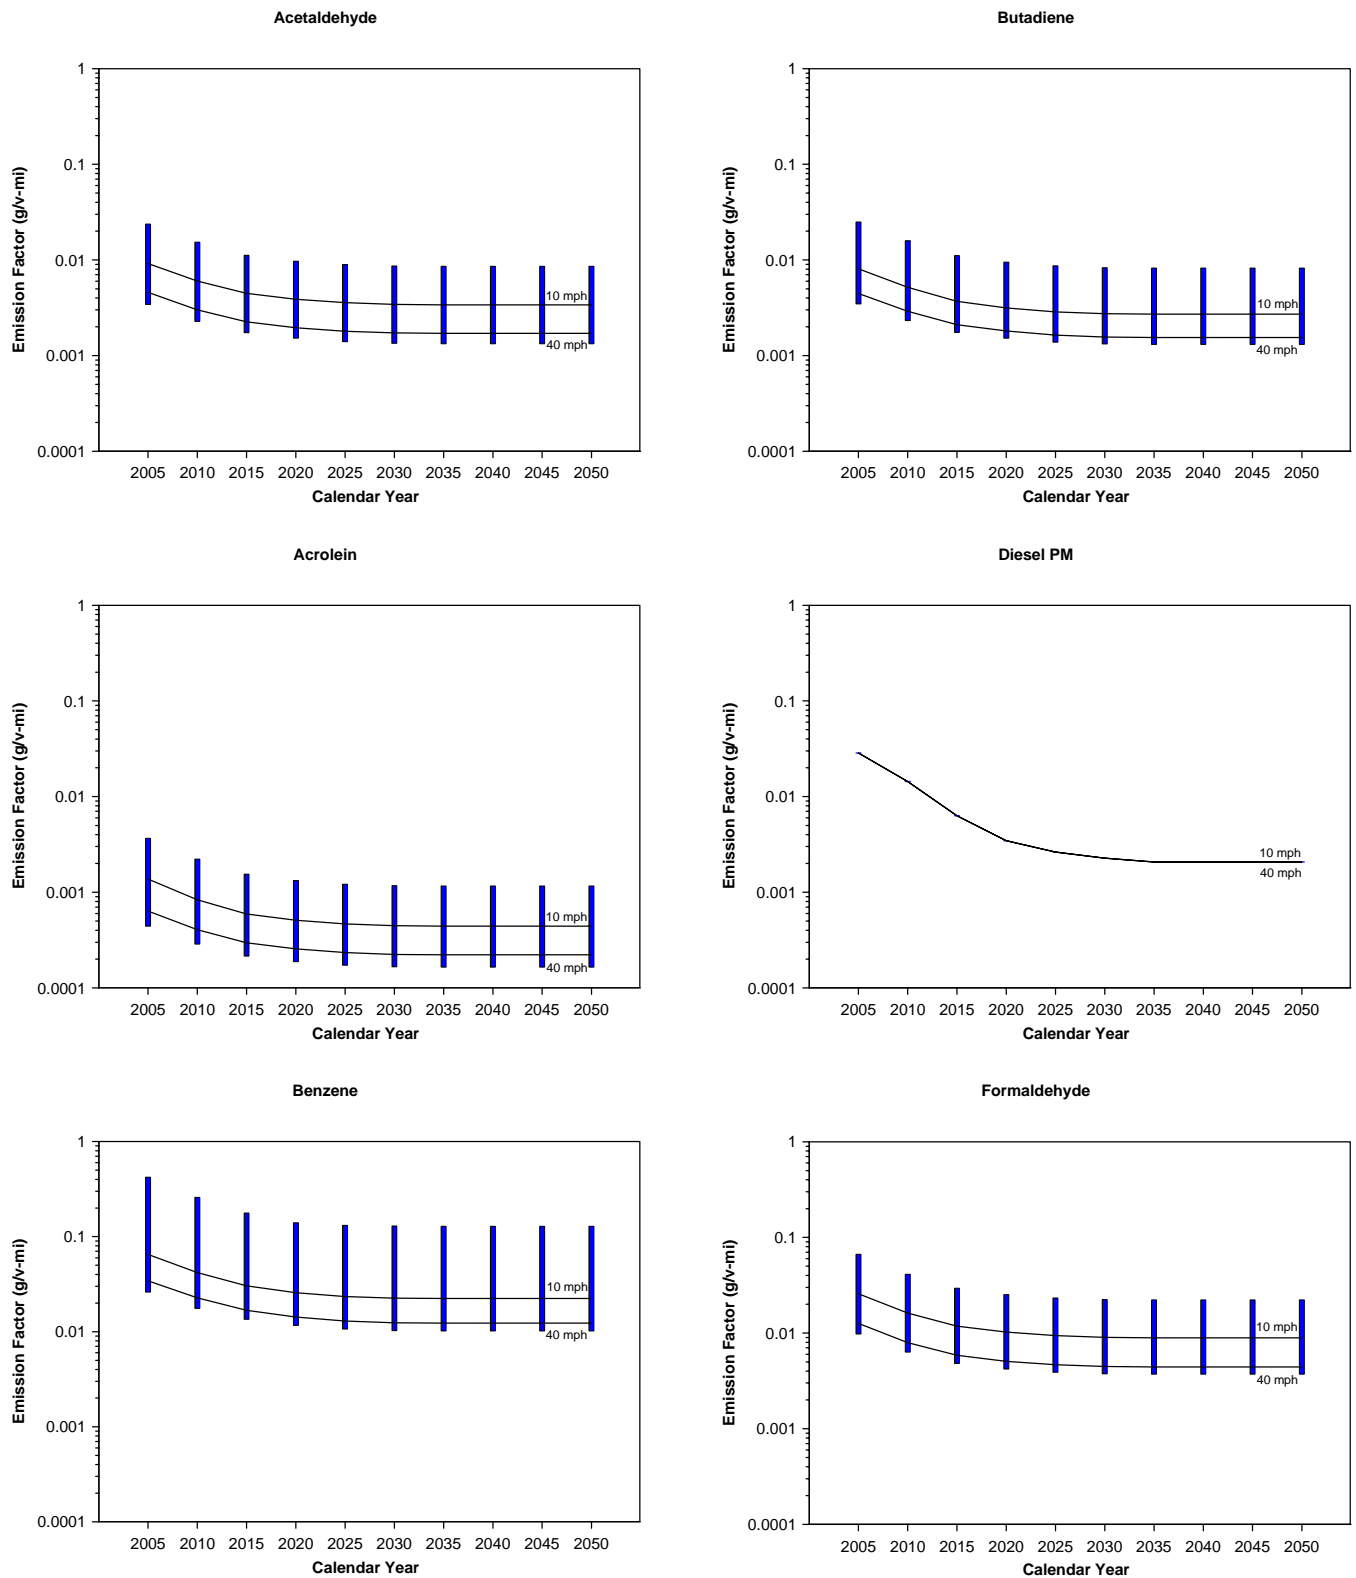 Acetaldehyde
Emission Factor (g/v-mi)
1
0.1
0.01
0.001
0.0001
10 mph
40 mph
2005 2010 2015 2020 2025 2030 2035 2040 2045 2050
Calendar Year
Butadiene
Emission Factor (g/v-mi)
1
0.1
0.01
0.001
0.0001
10 mph
40 mph
2005 2010 2015 2020 2025 2030 2035 2040 2045 2050
Calendar Year
Acrolein
Emission Factor (g/v-mi)
1
0.1
0.01
0.001
0.0001
10 mph
40 mph
2005 2010 2015 2020 2025 2030 2035 2040 2045 2050
Calendar Year
Diesel PM
Emission Factor (g/v-mi)
1
0.1
0.01
0.001
0.0001
10 mph
40 mph
2005 2010 2015 2020 2025 2030 2035 2040 2045 2050
Calendar Year
Benzene
Emission Factor (g/v-mi)
1
0.1
0.01
0.001
0.0001
10 mph
40 mph
2005 2010 2015 2020 2025 2030 2035 2040 2045 2050
Calendar Year
Formaldehyde
Emission Factor (g/v-mi)
1
0.1
0.01
0.001
0.0001
10 mph
40 mph
2005 2010 2015 2020 2025 2030 2035 2040 2045 2050
Calendar Year